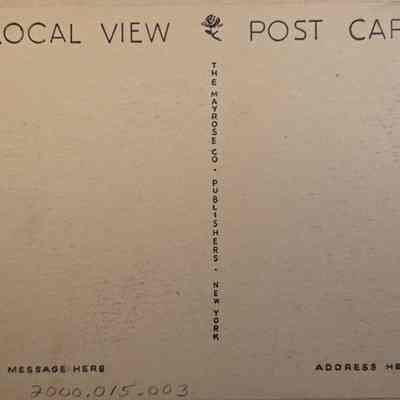 LOCAL VIEW POST CAR
THE MAYROSE CO · PUBLISHERS · NEW YORK
MESSAGE HERE ADDRESS HE
2000.015.003